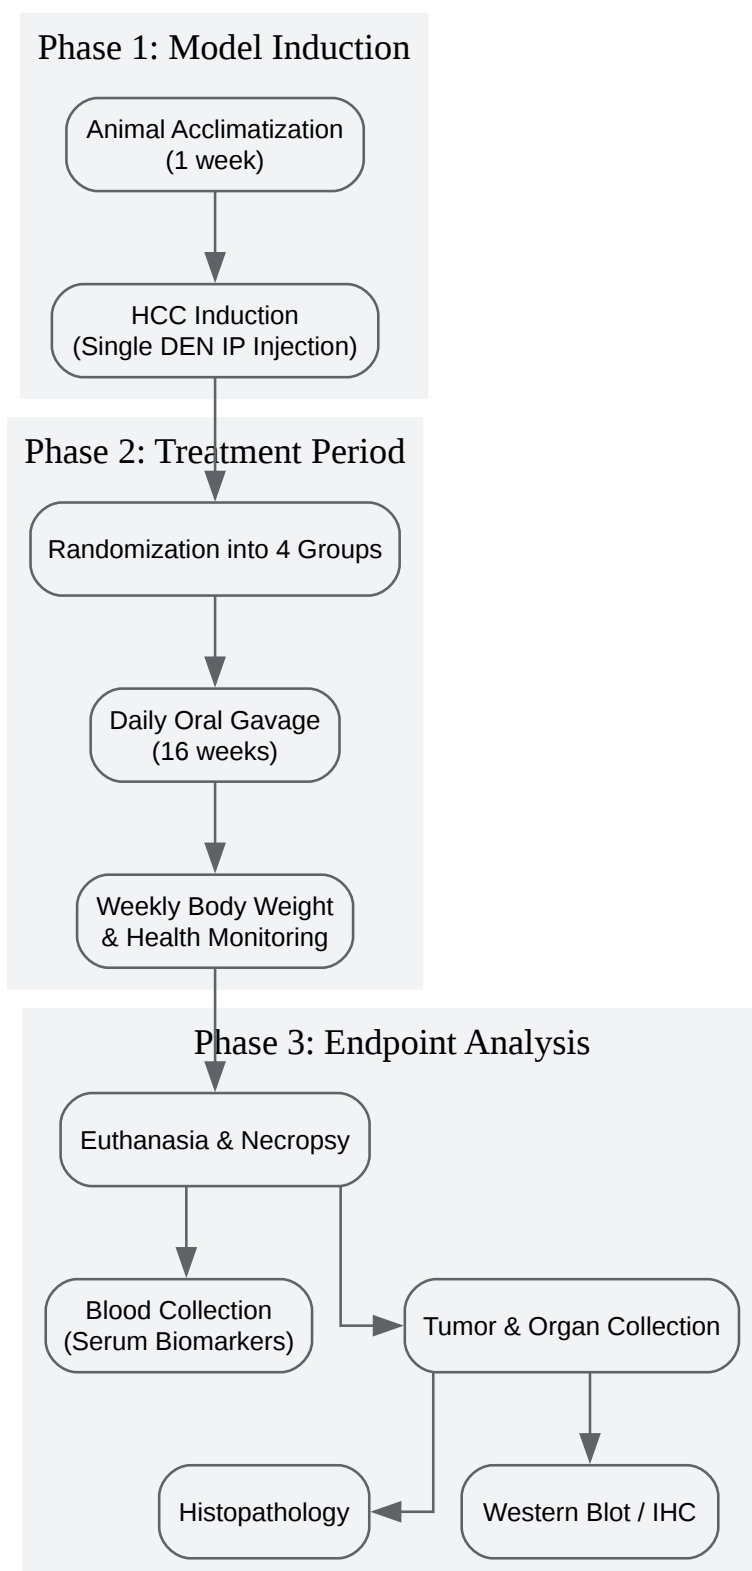 Phase 1: Model Induction
Animal Acclimatization
(1 week)
HCC Induction
(Single DEN IP Injection)
Phase 2: Treatment Period
Randomization into 4 Groups
Daily Oral Gavage
(16 weeks)
Weekly Body Weight
& Health Monitoring
Phase 3: Endpoint Analysis
Euthanasia & Necropsy
Blood Collection
(Serum Biomarkers)
Tumor & Organ Collection
Histopathology
Western Blot / IHC